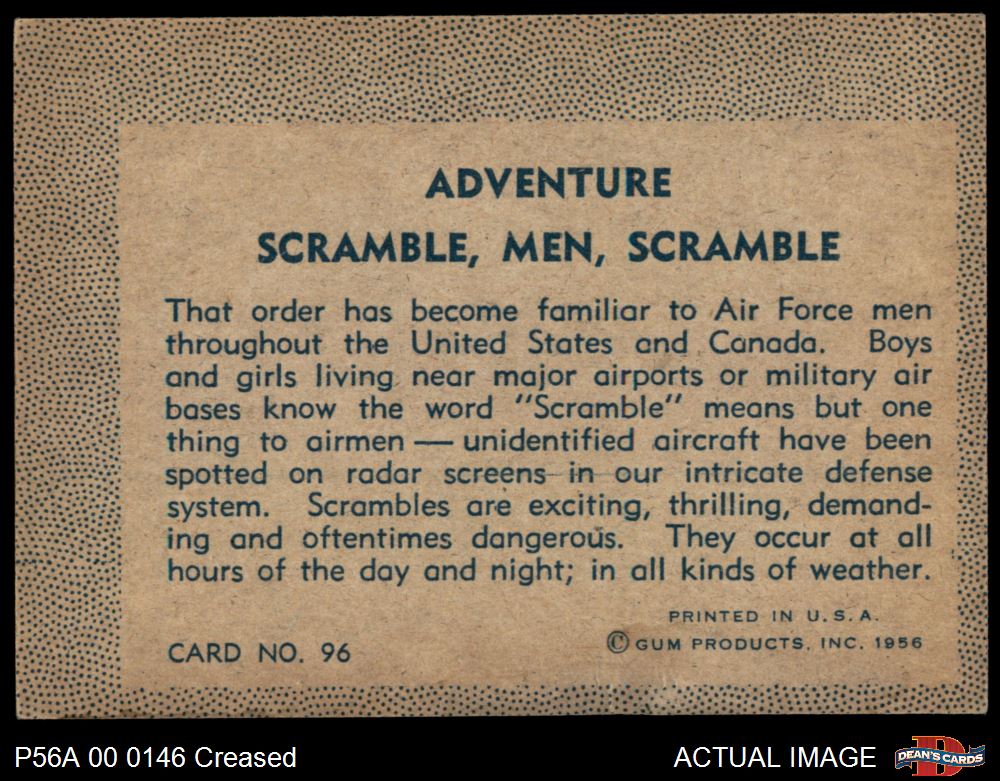 ADVENTURE
SCRAMBLE, MEN, SCRAMBLE
That order has become familiar to Air Force men
throughout the United States and Canada. Boys
and girls living near major airports or military air
bases know the word "Scramble" means but one
thing to airmen — unidentified aircraft have been
spotted on radar screens in our intricate defense
system. Scrambles are exciting, thrilling, demand-
ing and oftentimes dangerous. They occur at all
hours of the day and night; in all kinds of weather.
PRINTED IN U.S.A.
CARD NO. 96
© GUM PRODUCTS, INC. 1956
P56A 00 0146 Creased
ACTUAL IMAGE
D
DEAN'S CARDS